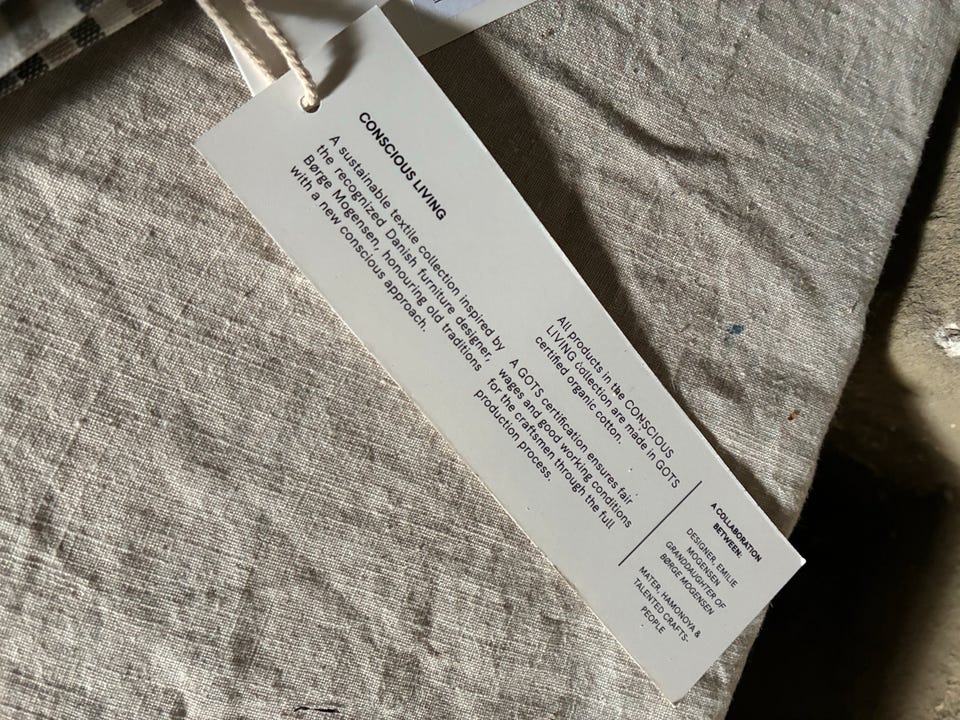 CONSCIOUS LIVING
A sustainable textile collection inspired by
the recognized Danish furniture designer,
Børge Mogensen, honouring old traditions
with a new conscious approach.
All products in the CONSCIOUS
LIVING collection are made in GOTS
certified organic cotton.
A GOTS certification ensures fair
wages and good working conditions
for the craftsmen through the full
production process.
A COLLABORATION
BETWEEN:
DESIGNER, EMILIE
MOGENSEN
GRANDDAUGHTER OF
BØRGE MOGENSEN
MATER, HAMONOYA &
TALENTED CRAFTS-
PEOPLE